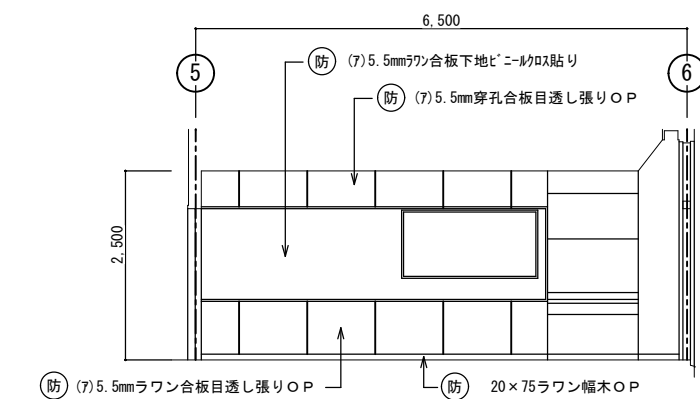 6,500
防 (ｱ)5.5mmﾗﾜﾝ合板下地ﾋﾞﾆｰﾙｸﾛｽ貼り
5
6
防 (ｱ)5.5mm穿孔合板目透し張りＯＰ
2,500
防 (ｱ)5.5mmラワン合板目透し張りＯＰ
防 20×75ラワン幅木ＯＰ